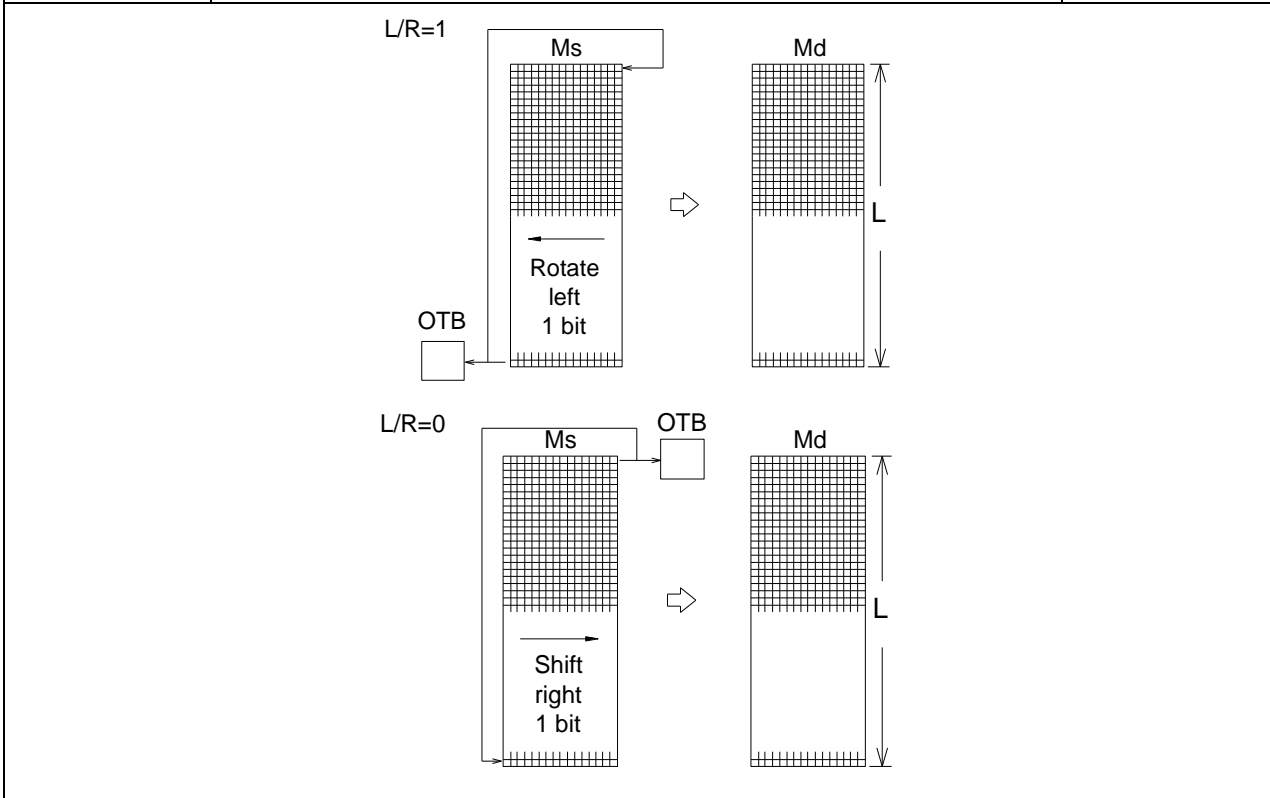 L/R=1
Ms
Md
L
Rotate
left
1 bit
OTB
L/R=0
OTB
Ms
Md
L
Shift
right
1 bit